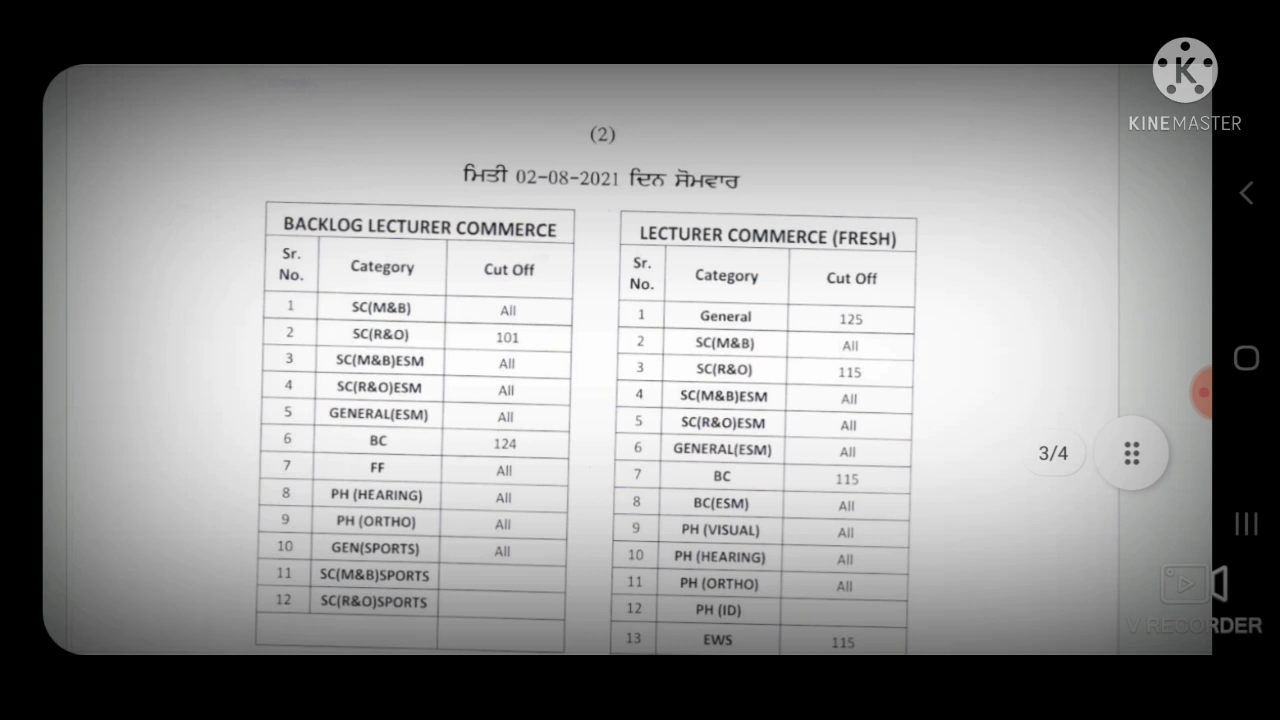 KINEMASTER
(2)
ਮਿਤੀ 02-08-2021 ਦਿਨ ਸੋਮਵਾਰ
BACKLOG LECTURER COMMERCE
Sr. No. Category Cut Off
1 SC(M&B) All
2 SC(R&O) 101
3 SC(M&B)ESM All
4 SC(R&O)ESM All
5 GENERAL(ESM) All
6 BC 124
7 FF All
8 PH (HEARING) All
9 PH (ORTHO) All
10 GEN(SPORTS) All
11 SC(M&B)SPORTS
12 SC(R&O)SPORTS
LECTURER COMMERCE (FRESH)
Sr. No. Category Cut Off
1 General 125
2 SC(M&B) All
3 SC(R&O) 115
4 SC(M&B)ESM All
5 SC(R&O)ESM All
6 GENERAL(ESM) All
7 BC 115
8 BC(ESM) All
9 PH (VISUAL) All
10 PH (HEARING) All
11 PH (ORTHO) All
12 PH (ID)
13 EWS 115
3/4
V RECORDER